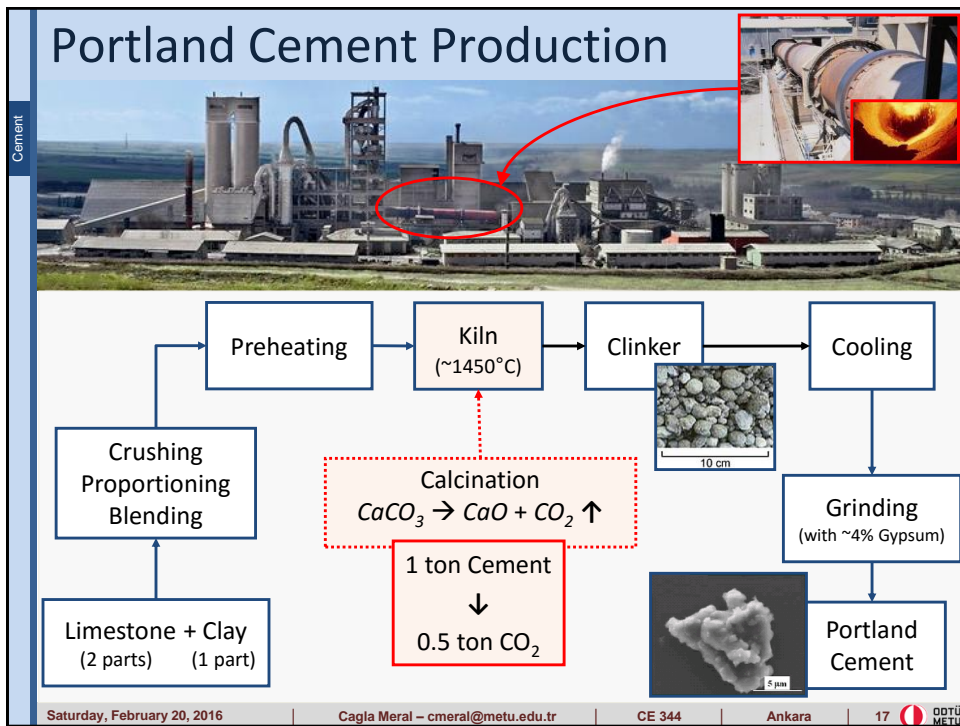 Portland Cement Production
Cement
Preheating
Kiln
(~1450°C)
Clinker
Cooling
10 cm
Crushing
Proportioning
Blending
Calcination
CaCO₃ → CaO + CO₂ ↑
Grinding
(with ~4% Gypsum)
1 ton Cement
↓
0.5 ton CO₂
Limestone + Clay
(2 parts) (1 part)
5 µm
Portland
Cement
Saturday, February 20, 2016 | Cagla Meral – cmeral@metu.edu.tr | CE 344 | Ankara | 17
ODTÜ
METU